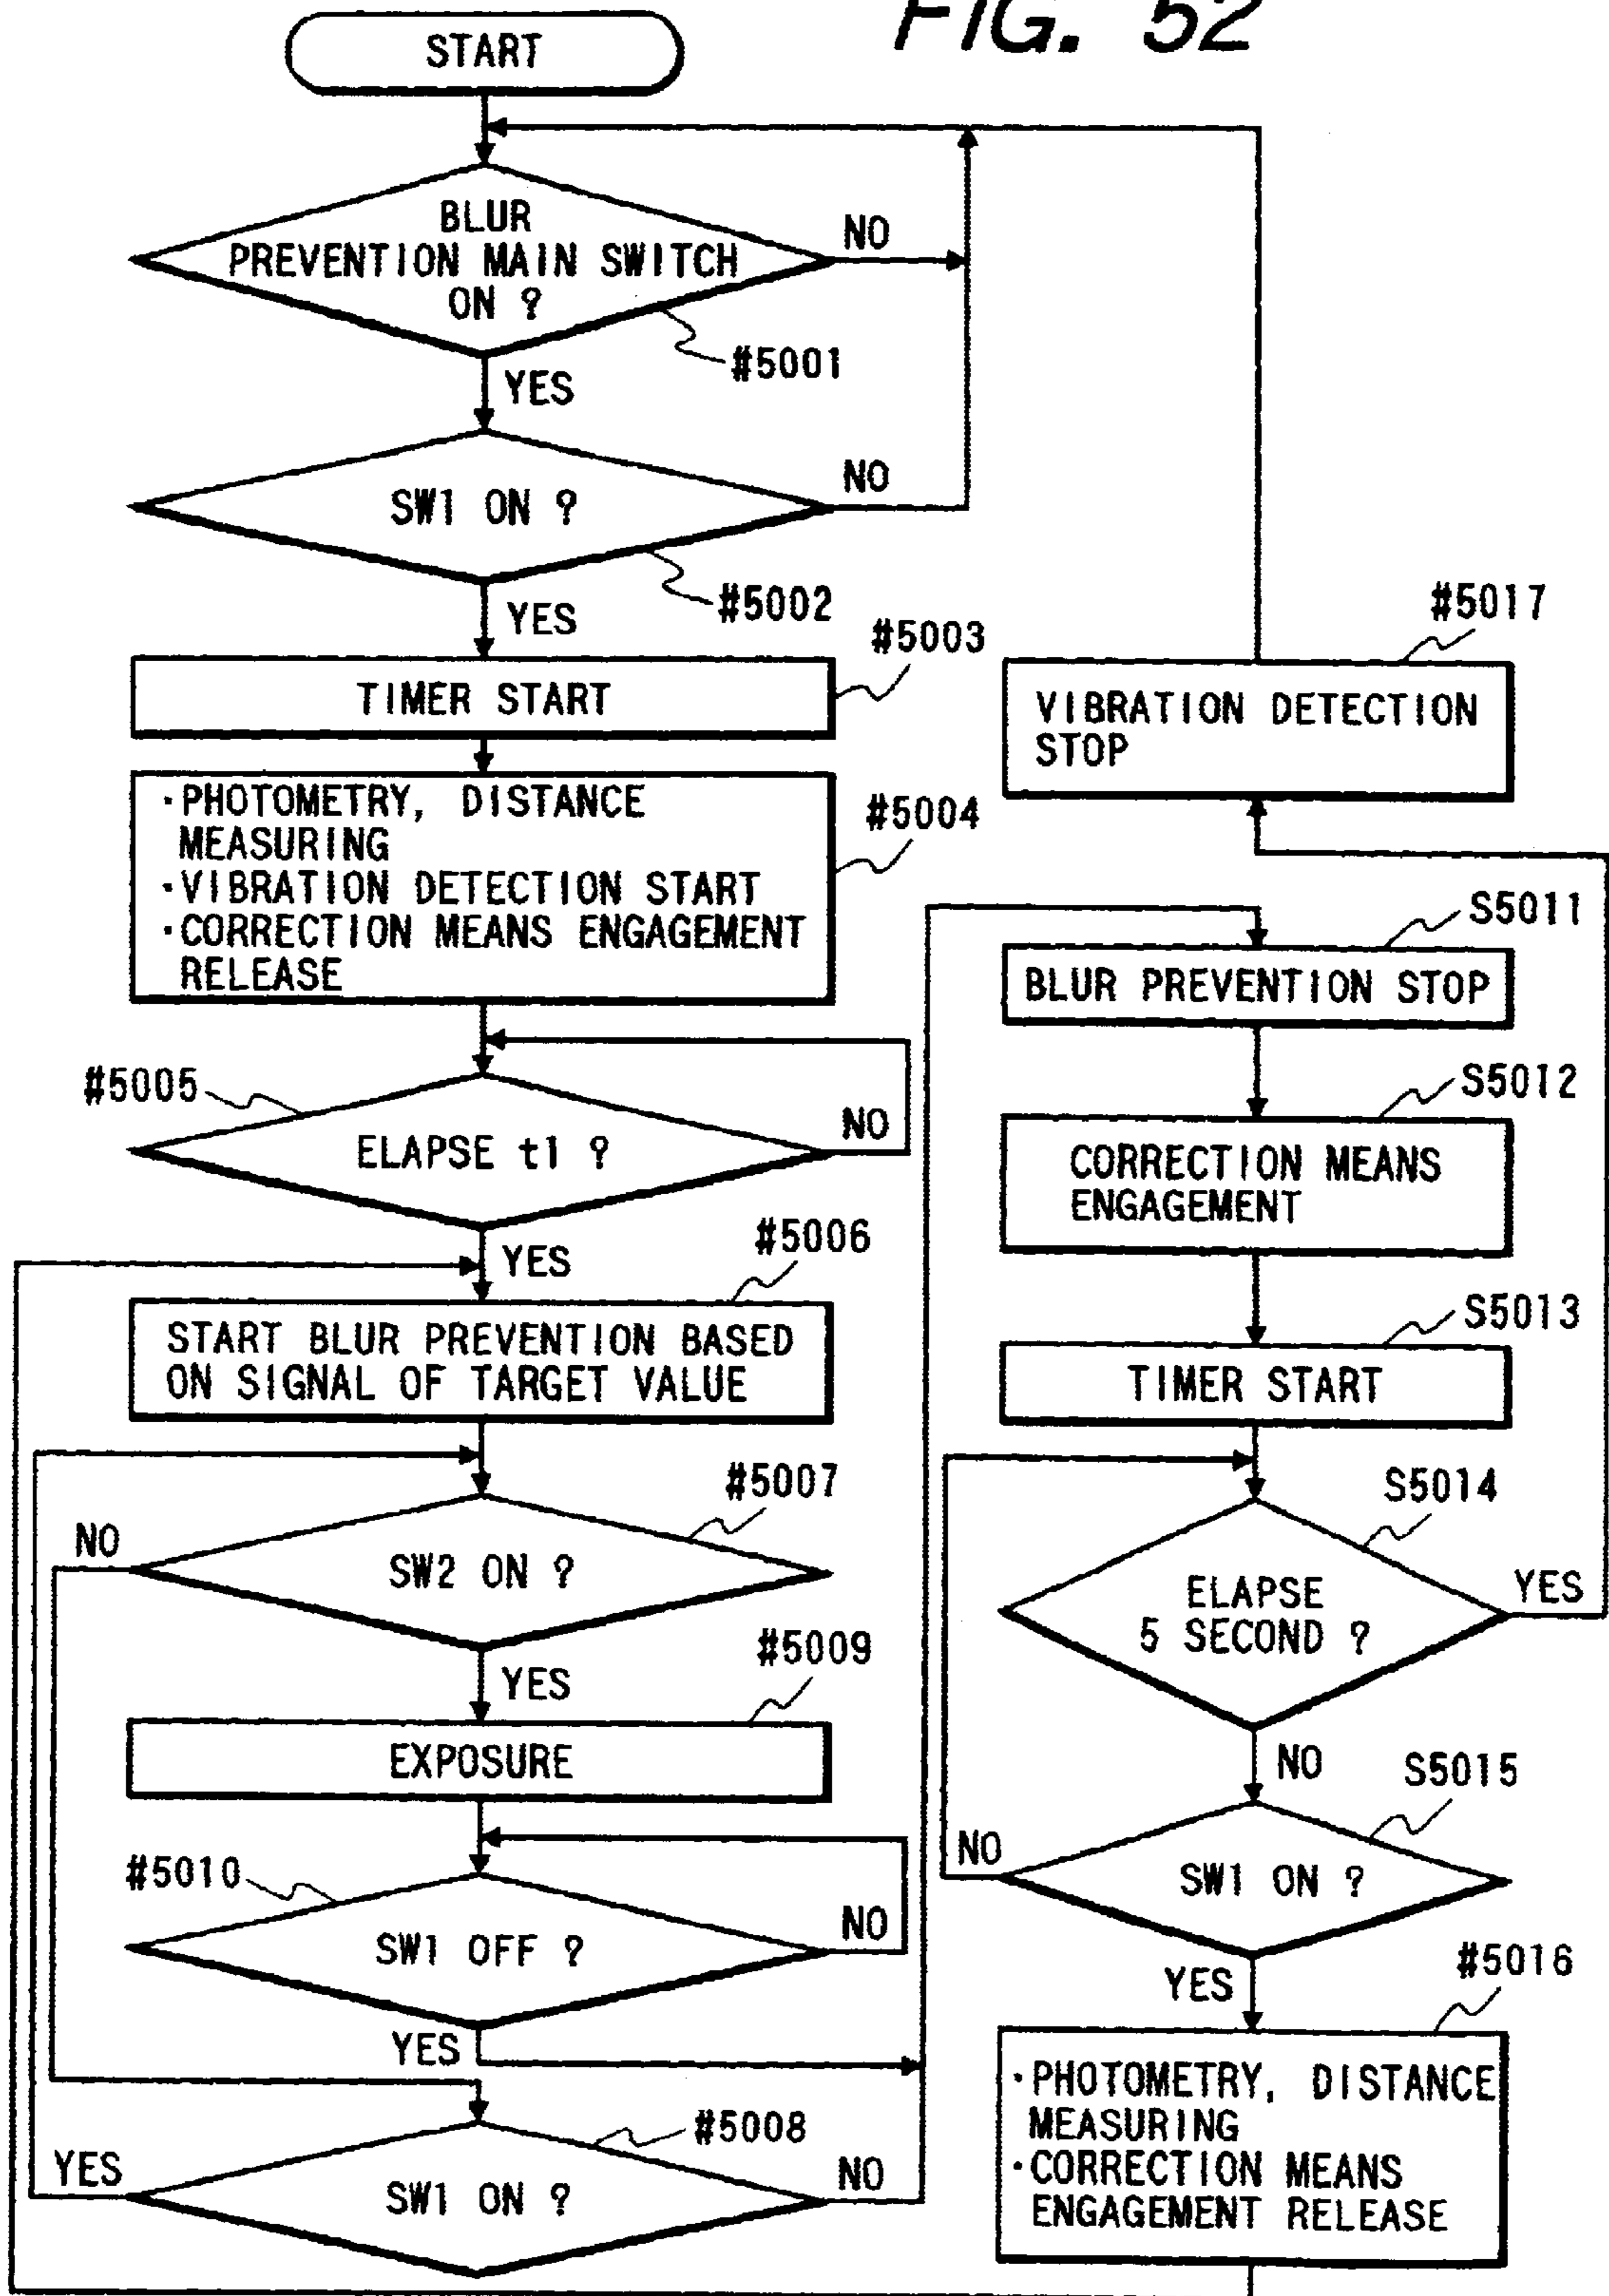 FIG. 52
START
BLUR
PREVENTION MAIN SWITCH
ON ?
NO
#5001
YES
SW1 ON ?
NO
#5002
YES
#5003
TIMER START
·PHOTOMETRY, DISTANCE
MEASURING
·VIBRATION DETECTION START
·CORRECTION MEANS ENGAGEMENT
RELEASE
#5004
#5005
ELAPSE t1 ?
NO
YES
#5006
START BLUR PREVENTION BASED
ON SIGNAL OF TARGET VALUE
#5007
NO
SW2 ON ?
YES
#5009
EXPOSURE
#5010
SW1 OFF ?
NO
YES
#5008
YES
SW1 ON ?
NO
#5017
VIBRATION DETECTION
STOP
S5011
BLUR PREVENTION STOP
S5012
CORRECTION MEANS
ENGAGEMENT
S5013
TIMER START
S5014
ELAPSE
5 SECOND ?
YES
NO
S5015
NO
SW1 ON ?
YES
#5016
·PHOTOMETRY, DISTANCE
MEASURING
·CORRECTION MEANS
ENGAGEMENT RELEASE